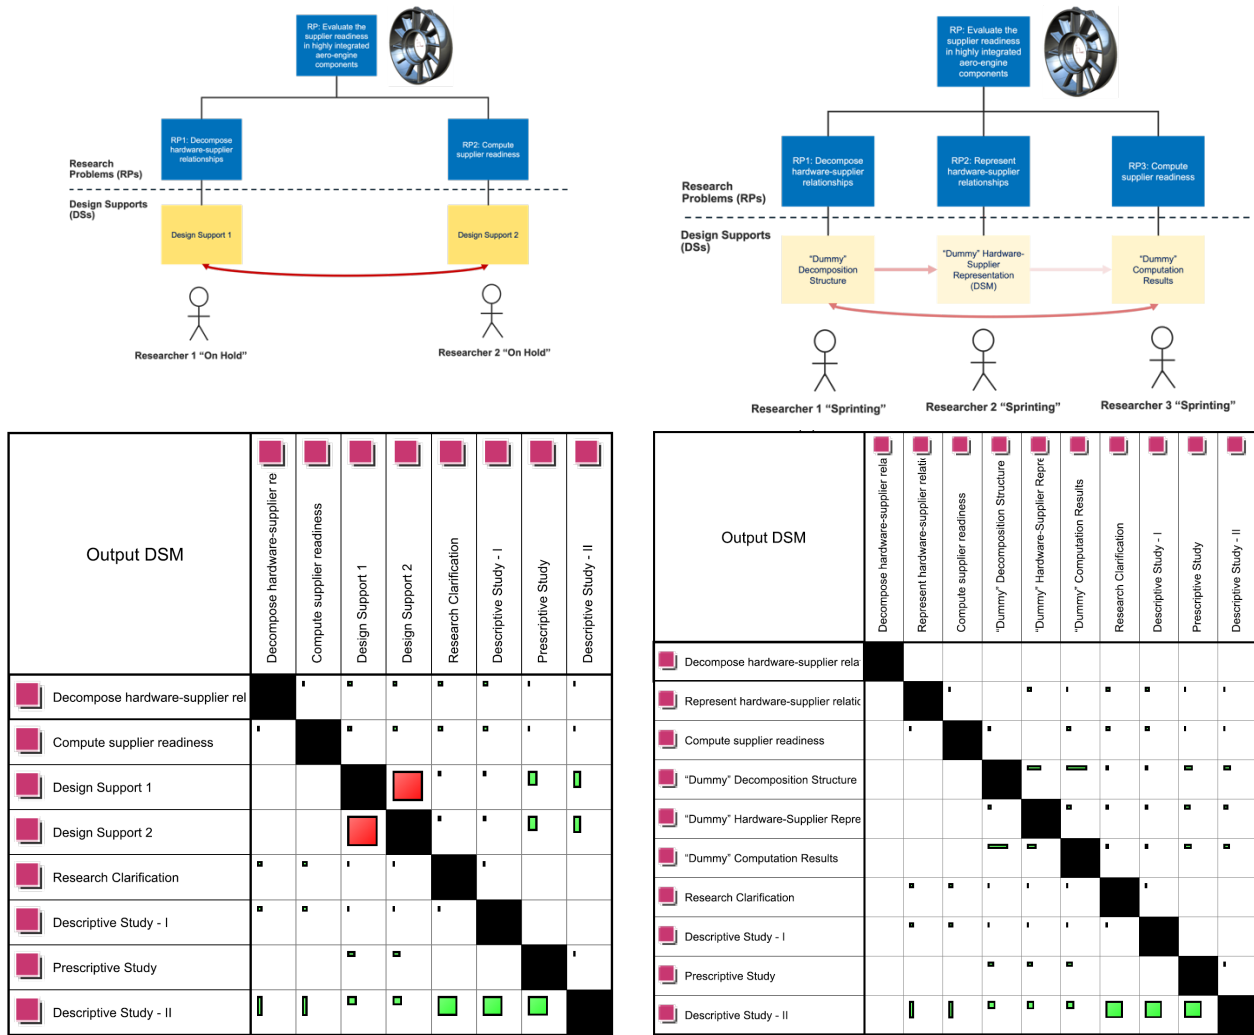 RP: Evaluate the
supplier readiness
in highly integrated
aero-engine
components
RP1: Decompose
hardware-supplier
relationships
RP2: Compute
supplier readiness
Research
Problems (RPs)
Design Supports
(DSs)
Design Support 1
Design Support 2
Researcher 1 “On Hold”
Researcher 2 “On Hold”
RP: Evaluate the
supplier readiness
in highly integrated
aero-engine
components
RP1: Decompose
hardware-supplier
relationships
RP2: Represent
hardware-supplier
relationships
RP3: Compute
supplier readiness
Research
Problems (RPs)
Design Supports
(DSs)
“Dummy”
Decomposition
Structure
“Dummy” Hardware-
Supplier
Representation
(DSM)
“Dummy”
Computation
Results
Researcher 1 “Sprinting”
Researcher 2 “Sprinting”
Researcher 3 “Sprinting”
Output DSM
Decompose hardware-supplier re
Compute supplier readiness
Design Support 1
Design Support 2
Research Clarification
Descriptive Study - I
Prescriptive Study
Descriptive Study - II
Decompose hardware-supplier rel
Compute supplier readiness
Design Support 1
Design Support 2
Research Clarification
Descriptive Study - I
Prescriptive Study
Descriptive Study - II
Output DSM
Decompose hardware-supplier rela
Represent hardware-supplier relatio
Compute supplier readiness
“Dummy” Decomposition Structure
“Dummy” Hardware-Supplier Repre
“Dummy” Computation Results
Research Clarification
Descriptive Study - I
Prescriptive Study
Descriptive Study - II
Decompose hardware-supplier rela
Represent hardware-supplier relatio
Compute supplier readiness
“Dummy” Decomposition Structure
“Dummy” Hardware-Supplier Repre
“Dummy” Computation Results
Research Clarification
Descriptive Study - I
Prescriptive Study
Descriptive Study - II